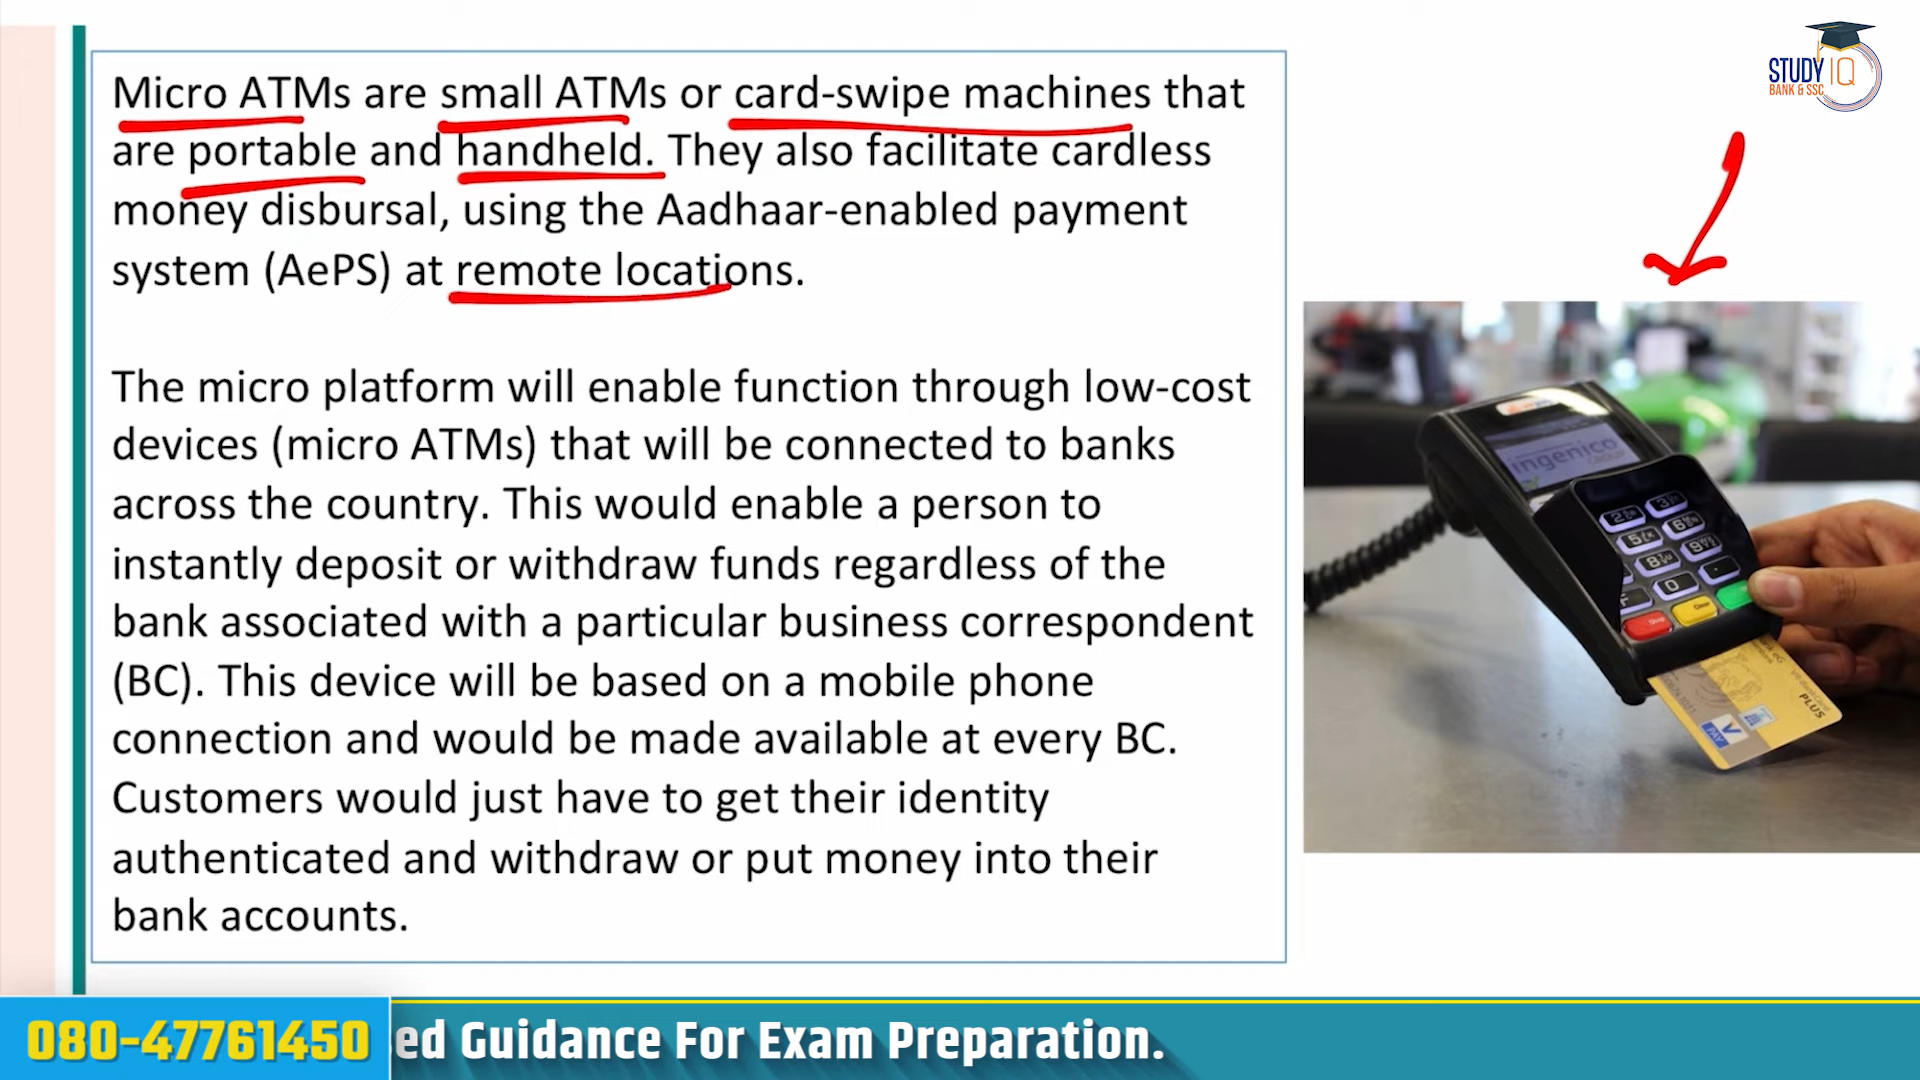 Micro ATMs are small ATMs or card-swipe machines that
are portable and handheld. They also facilitate cardless
money disbursal, using the Aadhaar-enabled payment
system (AePS) at remote locations.
The micro platform will enable function through low-cost
devices (micro ATMs) that will be connected to banks
across the country. This would enable a person to
instantly deposit or withdraw funds regardless of the
bank associated with a particular business correspondent
(BC). This device will be based on a mobile phone
connection and would be made available at every BC.
Customers would just have to get their identity
authenticated and withdraw or put money into their
bank accounts.
STUDY IQ
BANK & SSC
ingenico
PLUS
V
PAY
080-47761450
ed Guidance For Exam Preparation.